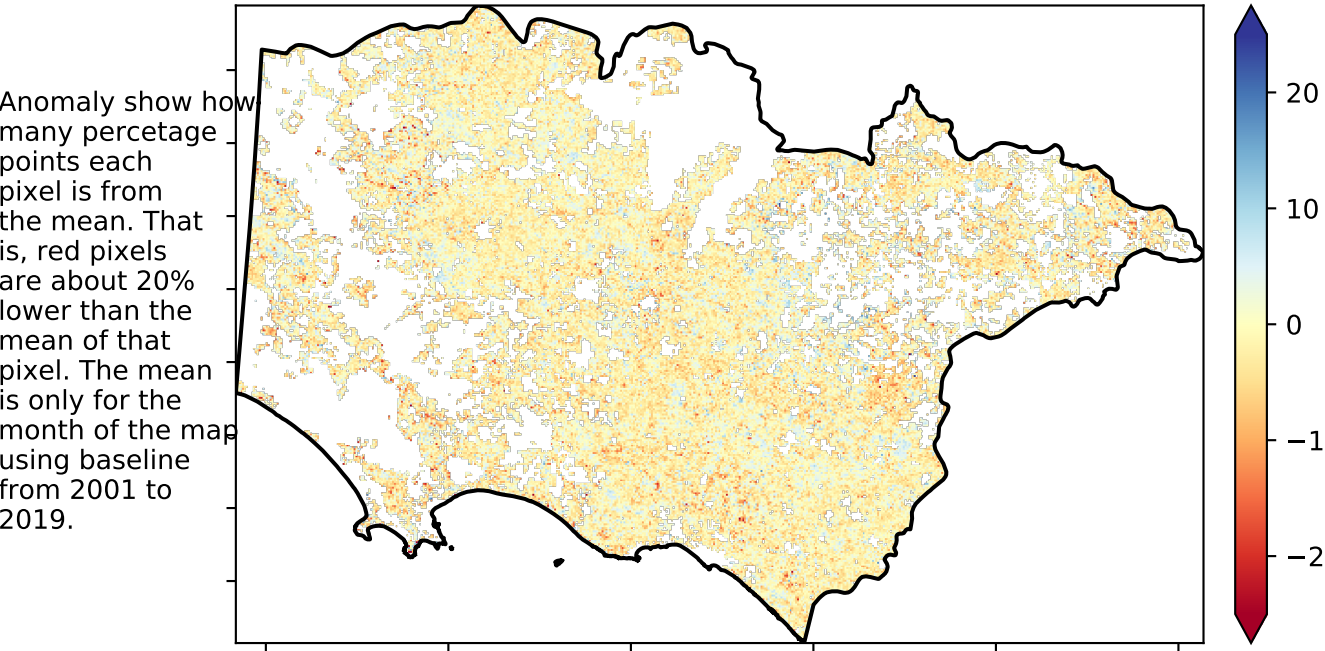 Anomaly show how
many percetage
points each
pixel is from
the mean. That
is, red pixels
are about 20%
lower than the
mean of that
pixel. The mean
is only for the
month of the map
using baseline
from 2001 to
2019.
20
10
0
−1
−2